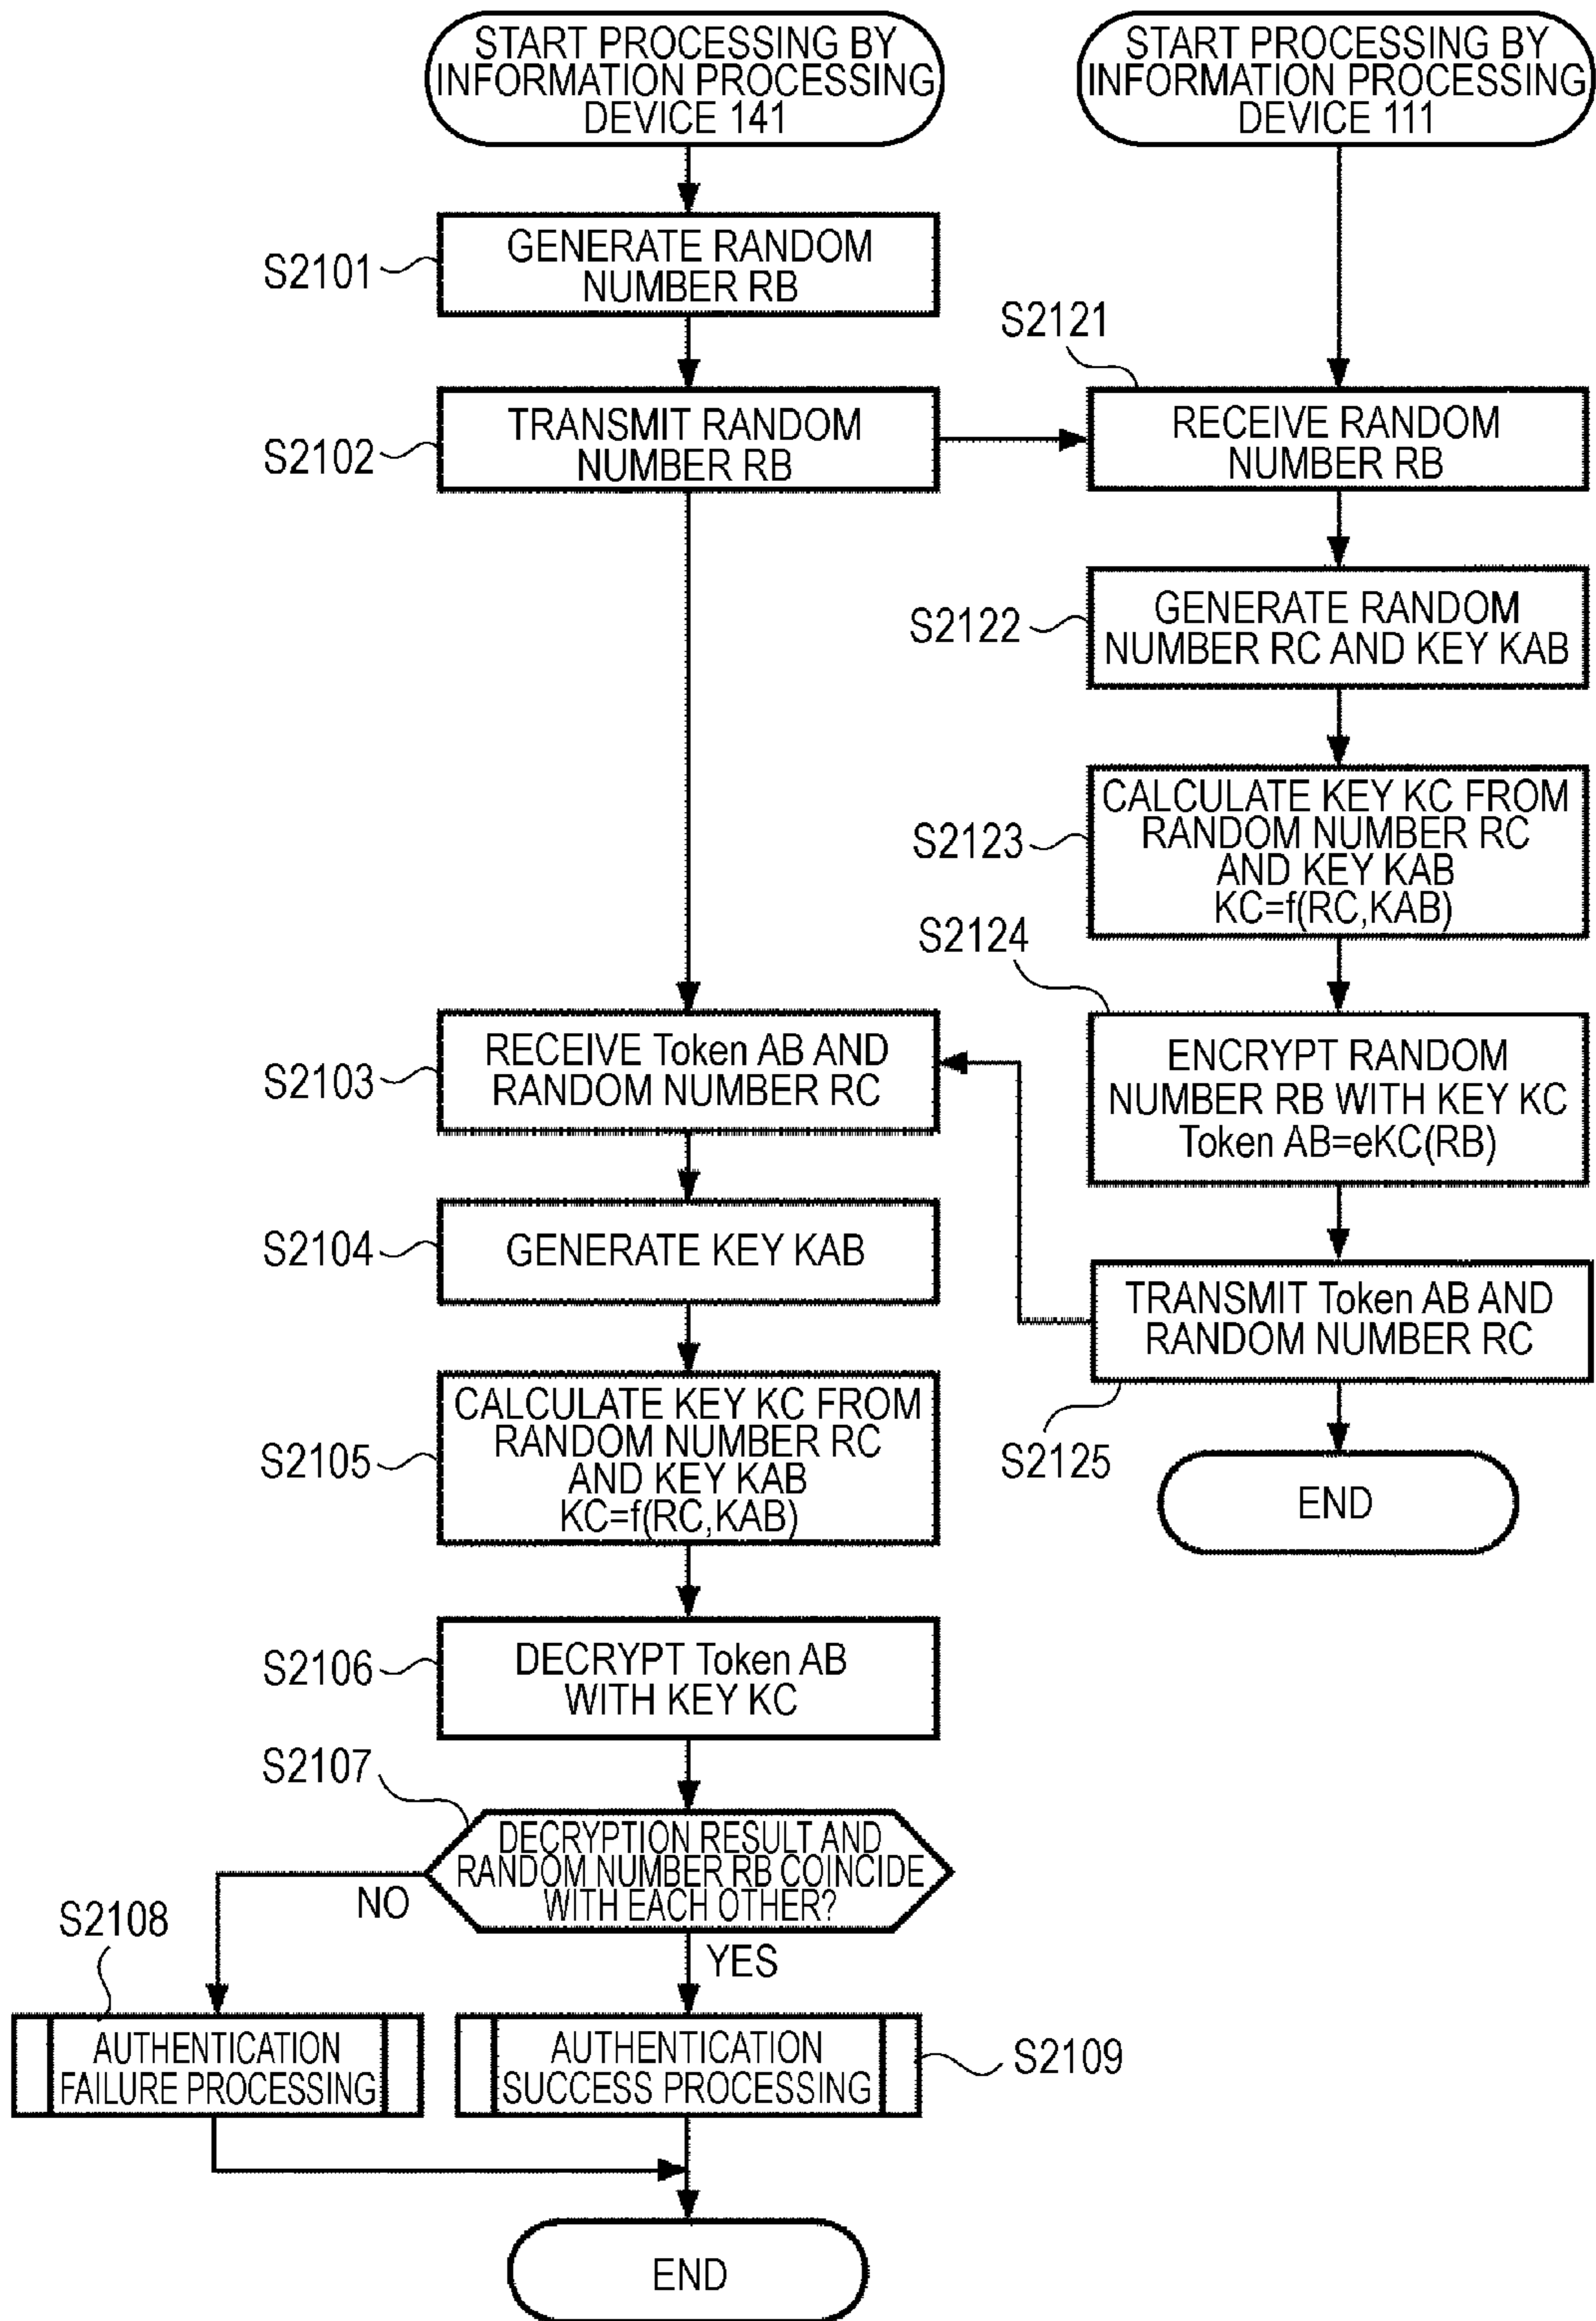 START PROCESSING BY
INFORMATION PROCESSING
DEVICE 141
START PROCESSING BY
INFORMATION PROCESSING
DEVICE 111
S2101
GENERATE RANDOM
NUMBER RB
S2102
TRANSMIT RANDOM
NUMBER RB
S2121
RECEIVE RANDOM
NUMBER RB
S2122
GENERATE RANDOM
NUMBER RC AND KEY KAB
S2123
CALCULATE KEY KC FROM
RANDOM NUMBER RC
AND KEY KAB
KC=f(RC,KAB)
S2124
ENCRYPT RANDOM
NUMBER RB WITH KEY KC
Token AB=eKC(RB)
S2103
RECEIVE Token AB AND
RANDOM NUMBER RC
S2104
GENERATE KEY KAB
TRANSMIT Token AB AND
RANDOM NUMBER RC
S2125
END
S2105
CALCULATE KEY KC FROM
RANDOM NUMBER RC
AND KEY KAB
KC=f(RC,KAB)
S2106
DECRYPT Token AB
WITH KEY KC
S2107
DECRYPTION RESULT AND
RANDOM NUMBER RB COINCIDE
WITH EACH OTHER?
NO
YES
S2108
AUTHENTICATION
FAILURE PROCESSING
AUTHENTICATION
SUCCESS PROCESSING
S2109
END